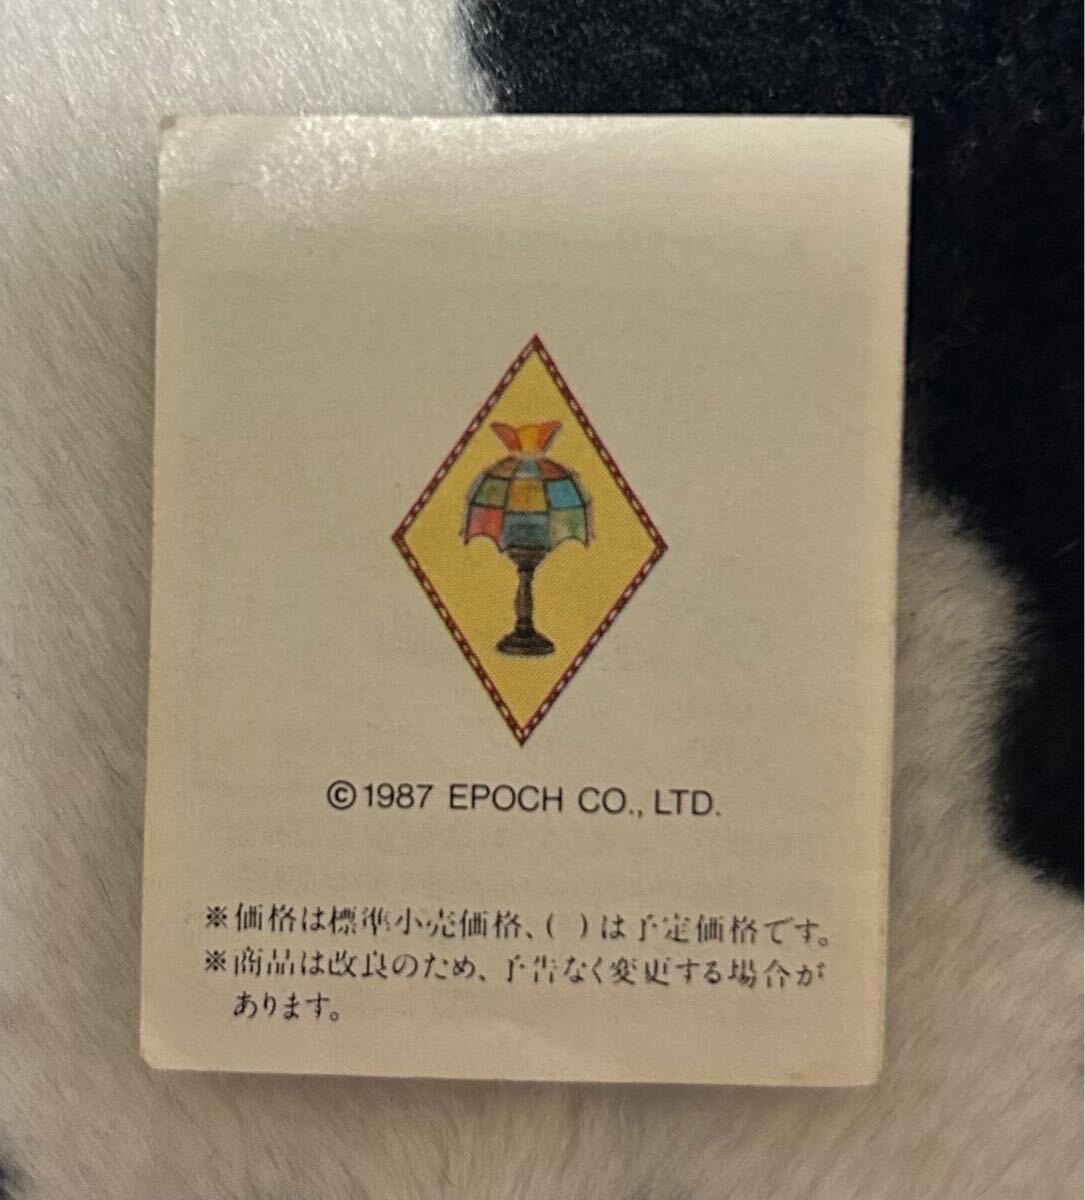 ©1987 EPOCH CO., LTD.
※価格は標準小売価格、( )は予定価格です。
※商品は改良のため、予告なく変更する場合が
あります。